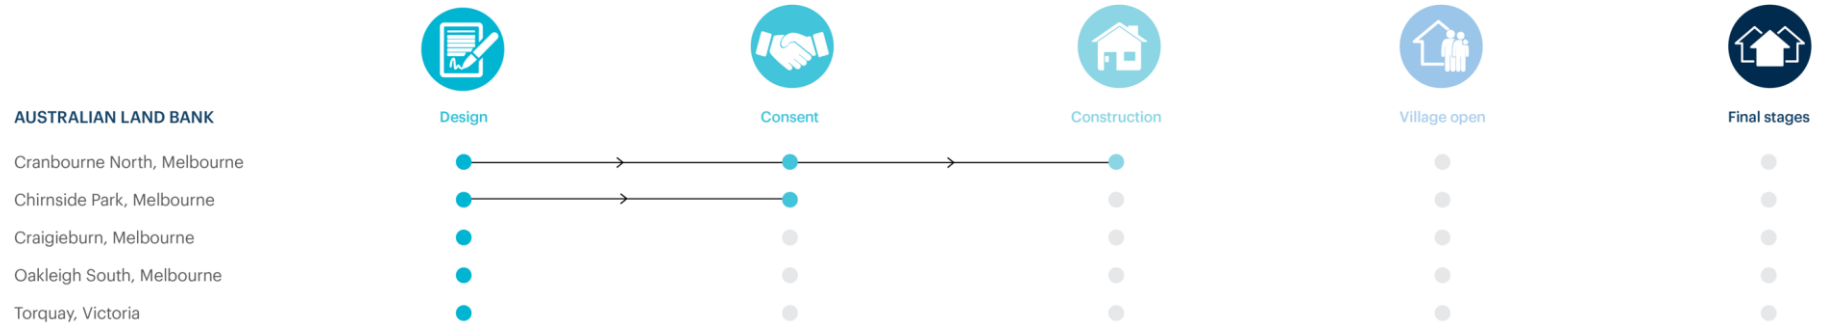 AUSTRALIAN LAND BANK Design Consent Construction Village open Final stages
Cranbourne North, Melbourne
Chirnside Park, Melbourne
Craigieburn, Melbourne
Oakleigh South, Melbourne
Torquay, Victoria